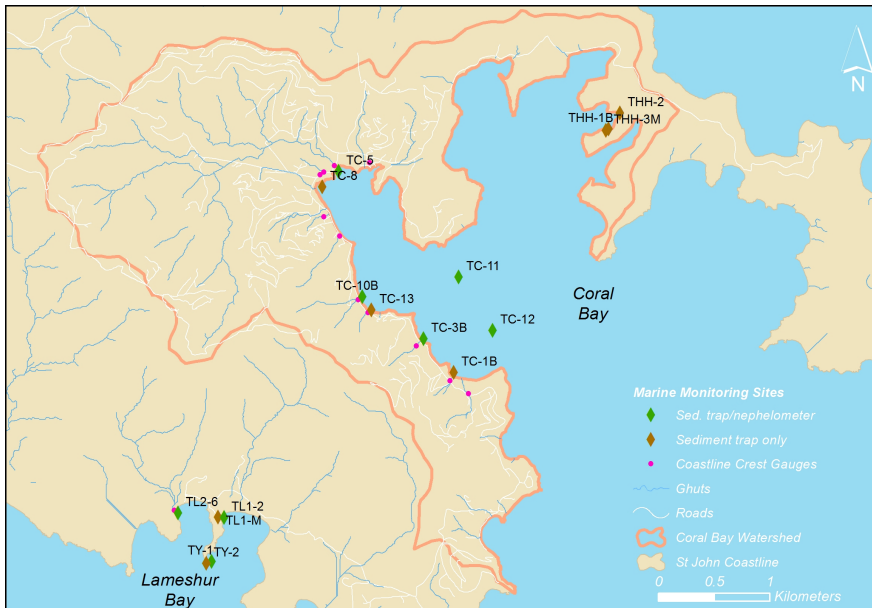 N
THH-2
THH-1B
THH-3M
TC-5
TC-8
TC-11
Coral
Bay
TC-10B
TC-13
TC-12
TC-3B
TC-1B
Marine Monitoring Sites
Sed. trap/nephelometer
Sediment trap only
Coastline Crest Gauges
Ghuts
Roads
Coral Bay Watershed
St John Coastline
0 0.5 1
Kilometers
TL2-6
TL1-2
TL1-M
TY-1
TY-2
Lameshur
Bay